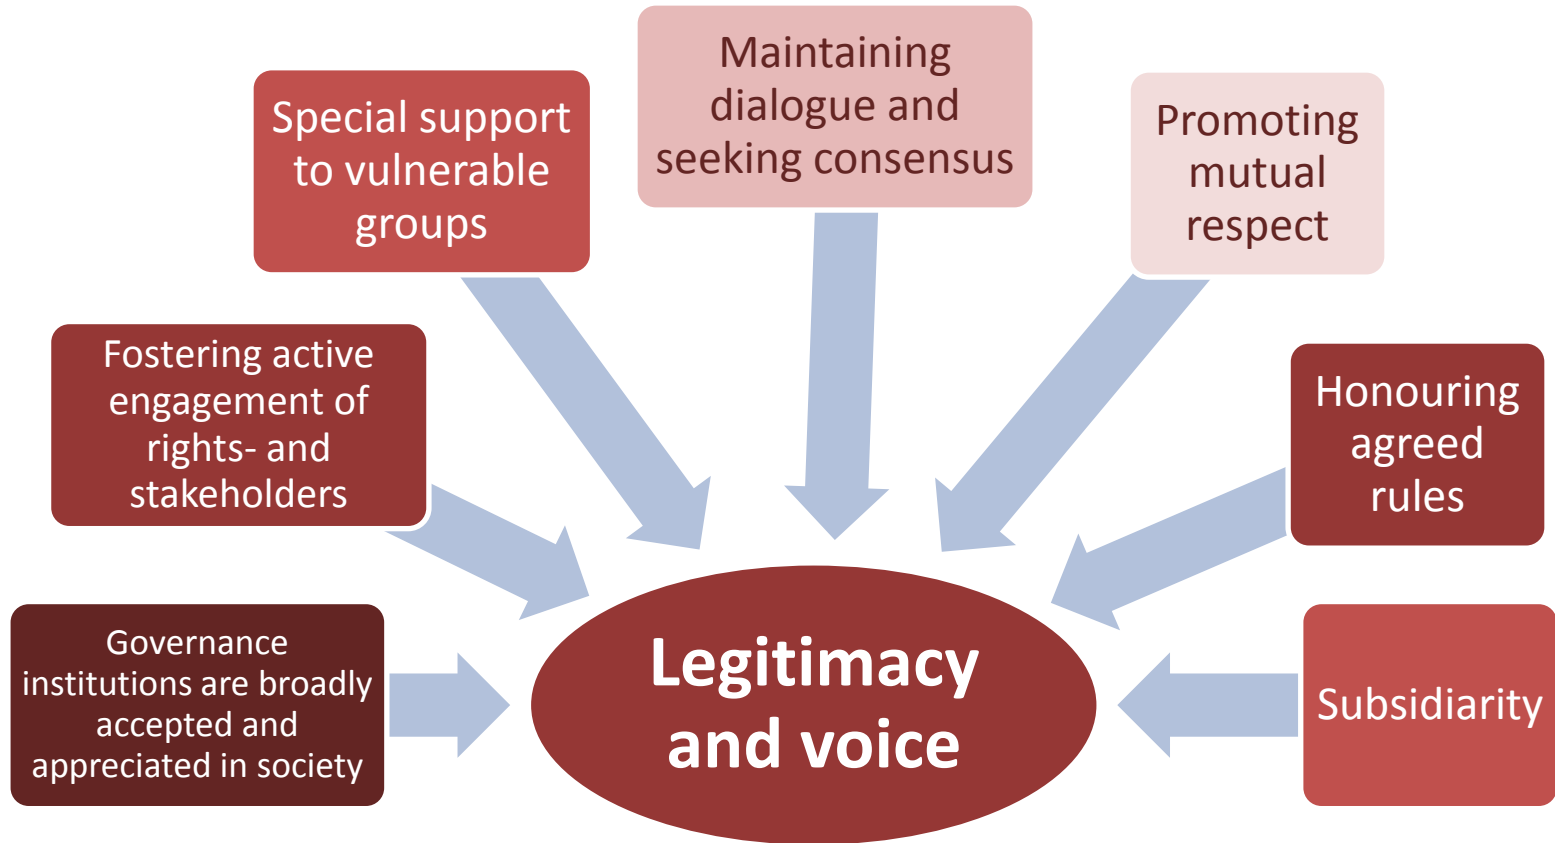 Maintaining
dialogue and
seeking consensus
Special support
to vulnerable
groups
Promoting
mutual
respect
Fostering active
engagement of
rights- and
stakeholders
Honouring
agreed
rules
Governance
institutions are broadly
accepted and
appreciated in society
Legitimacy
and voice
Subsidiarity